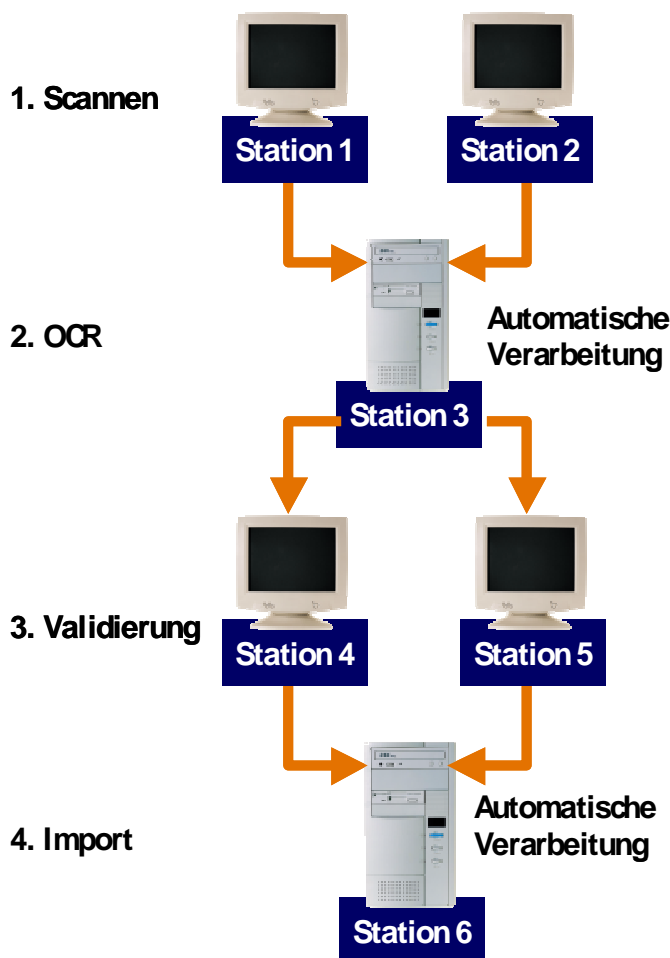 1. Scannen
Station 1
Station 2
2. OCR
Automatische
Verarbeitung
Station 3
3. Validierung
Station 4
Station 5
4. Import
Automatische
Verarbeitung
Station 6